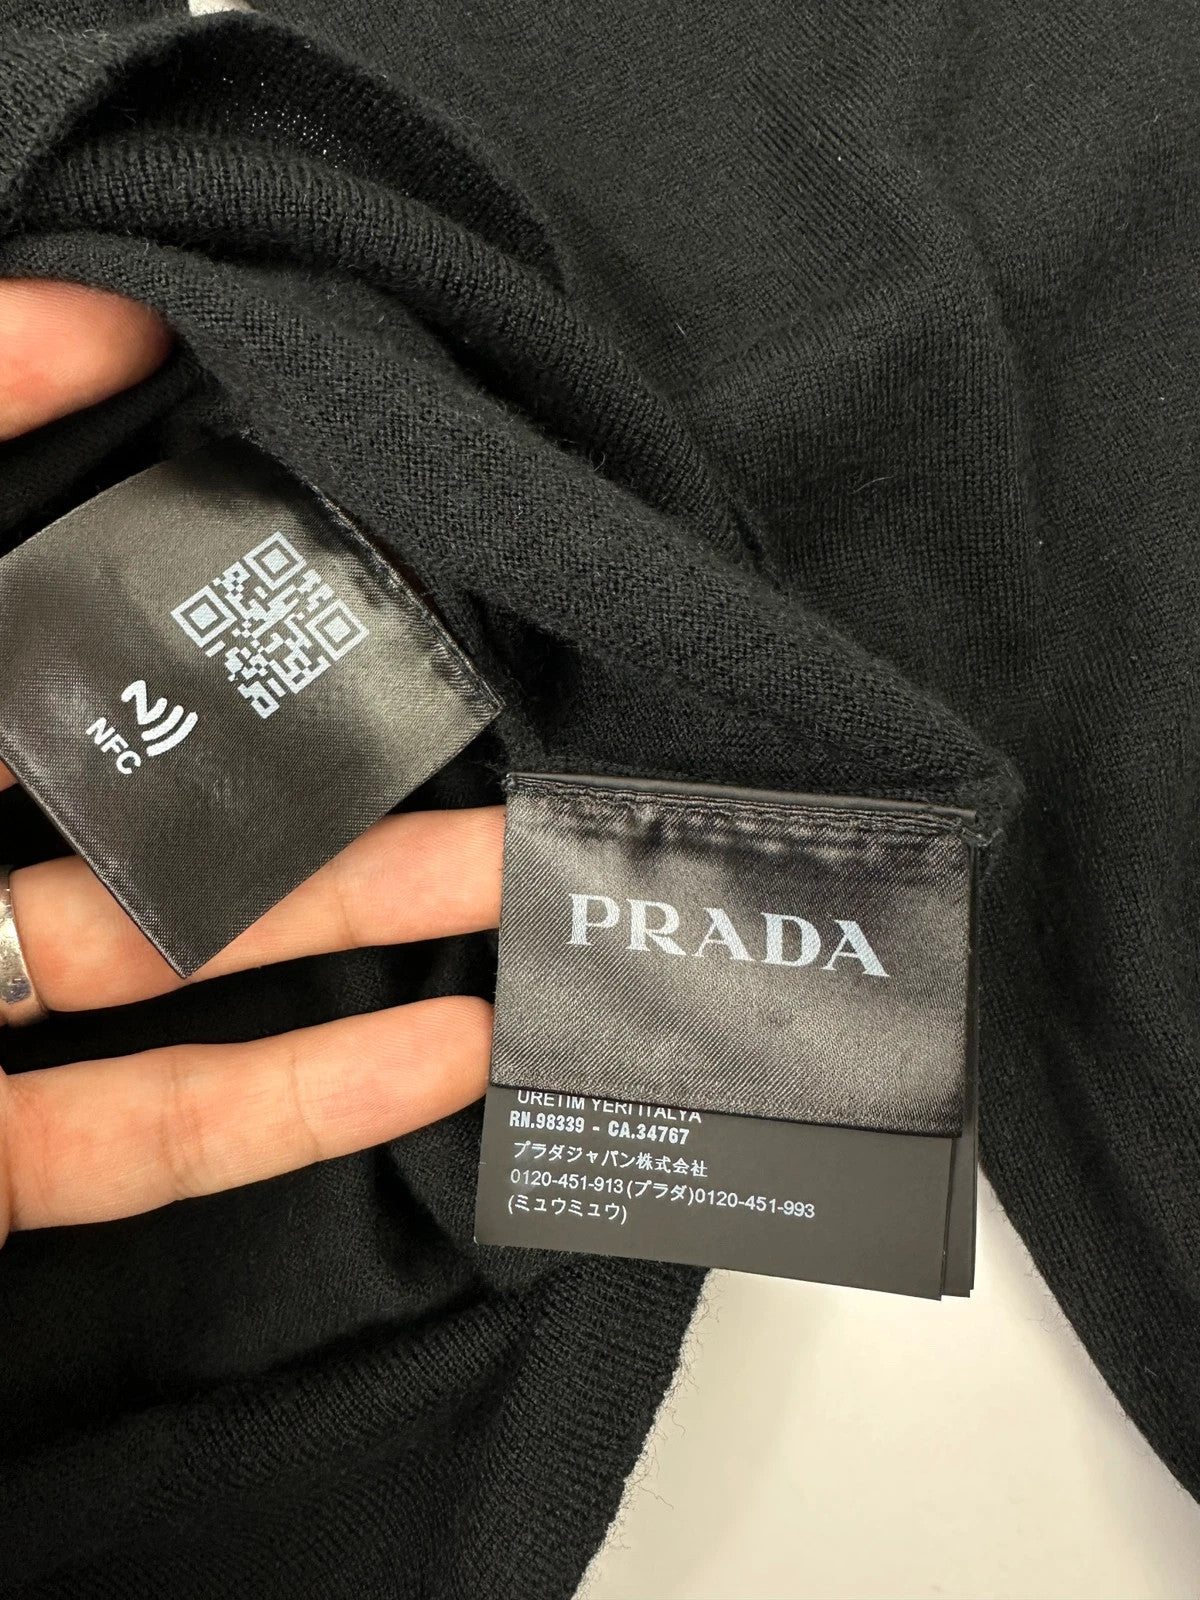 NFC
PRADA
URETIM YERI ITALYA
RN.98339 - CA.34767
プラダジャパン株式会社
0120-451-913(プラダ)0120-451-993
(ミュウミュウ)